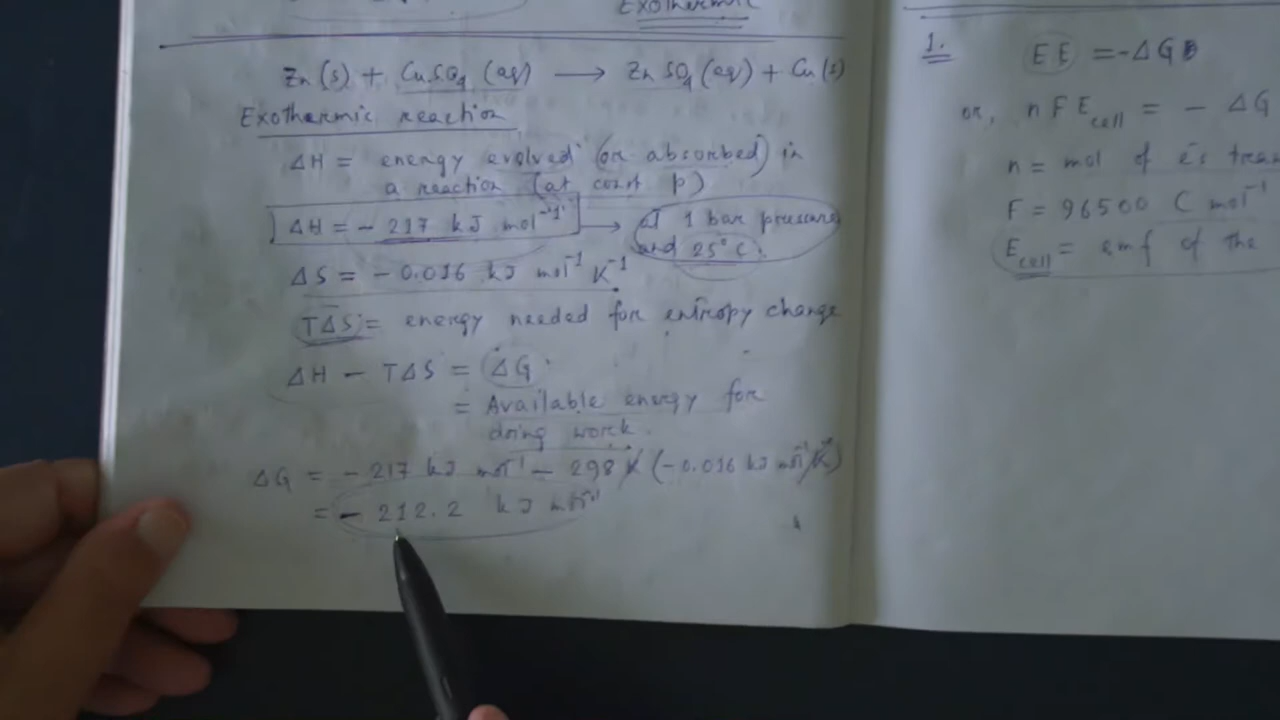 Exothermic
Zn(s) + CuSO4 (aq) ⟶ ZnSO4 (aq) + Cu(s)
Exothermic reaction
ΔH = energy evolved (or absorbed) in
a reaction (at const p)
ΔH = - 217 kJ mol⁻¹ → at 1 bar pressure
and 25°C.
ΔS = - 0.016 kJ mol⁻¹ K⁻¹
TΔS = energy needed for entropy change
ΔH - TΔS = ΔG
= Available energy for
doing work.
ΔG = - 217 kJ mol⁻¹ - 298 K (-0.016 kJ mol⁻¹ K⁻¹)
= - 212.2 kJ mol⁻¹
1. EE = -ΔG
or, nFEcell = - ΔG
n = mol of e's tran
F = 96500 C mol⁻¹
Ecell = emf of the